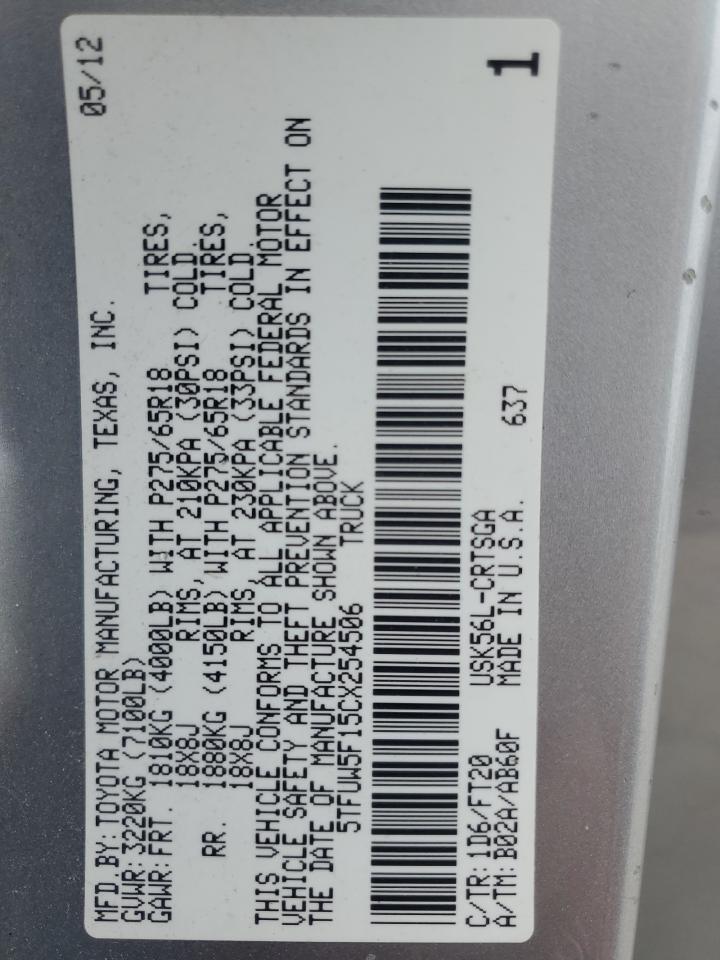 MFD BY: TOYOTA MOTOR MANUFACTURING, TEXAS, INC. 05/12
GVWR: 3220KG (7100LB)
GAWR: FRT. 1810KG (4000LB) WITH P275/65R18 TIRES,
18X8J RIMS, AT 210KPA (30PSI) COLD.
RR. 1880KG (4150LB) WITH P275/65R18 TIRES,
18X8J RIMS, AT 230KPA (33PSI) COLD.
THIS VEHICLE CONFORMS TO ALL APPLICABLE FEDERAL MOTOR
VEHICLE SAFETY AND THEFT PREVENTION STANDARDS IN EFFECT ON
THE DATE OF MANUFACTURE SHOWN ABOVE.
5TFUW5F15CX254506 TRUCK
C/TR: 1D6/FT20 USK56L-CRTSGA
A/TM: B02A/AB60F MADE IN U.S.A. 637 1